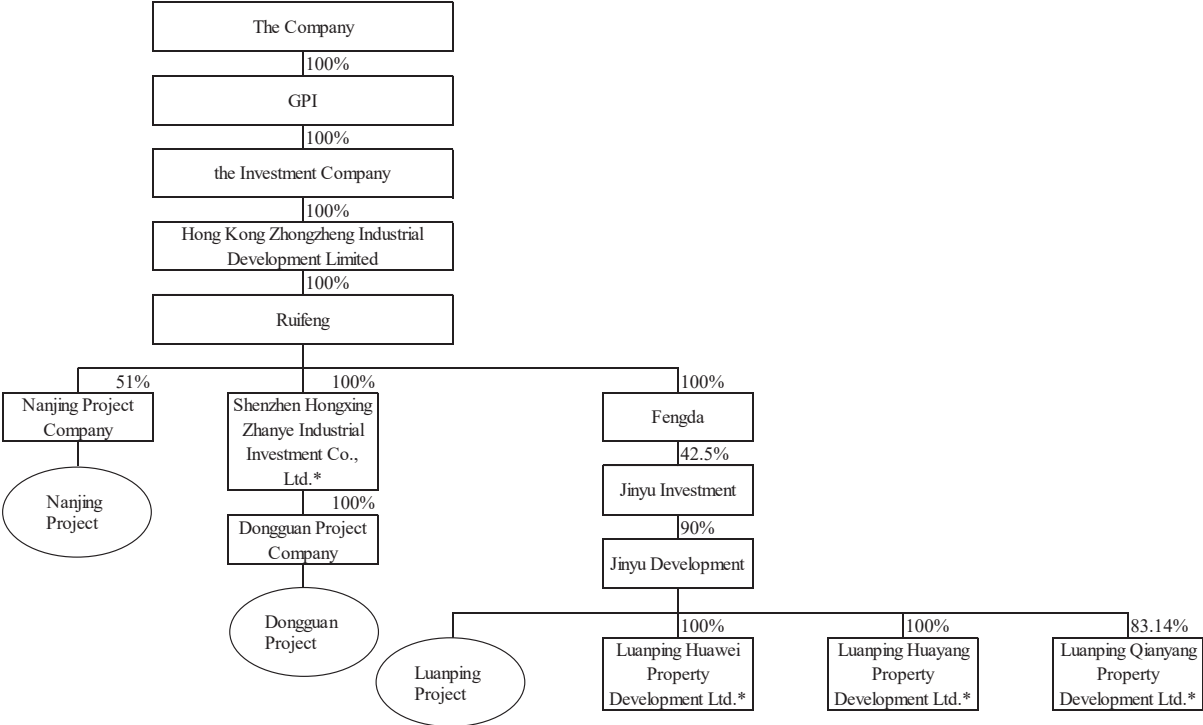 The Company
100%
GPI
100%
the Investment Company
100%
Hong Kong Zhongzheng Industrial
Development Limited
100%
Ruifeng
51%
100%
100%
Nanjing Project
Company
Shenzhen Hongxing
Zhanye Industrial
Investment Co.,
Ltd.*
Fengda
42.5%
Nanjing
Project
Jinyu Investment
100%
90%
Dongguan Project
Company
Jinyu Development
Dongguan
Project
100%
100%
83.14%
Luanping
Project
Luanping Huawei
Property
Development Ltd.*
Luanping Huayang
Property
Development Ltd.*
Luanping Qianyang
Property
Development Ltd.*